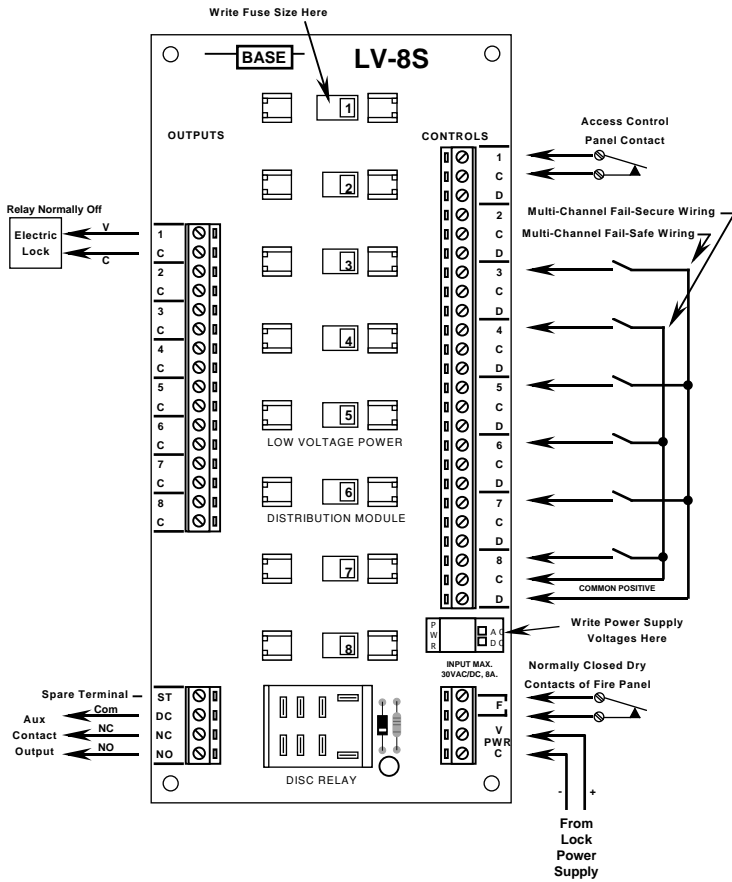 Write Fuse Size Here
BASE
LV-8S
1
OUTPUTS
CONTROLS
Access Control
Panel Contact
1
C
D
2
2
C
D
Multi-Channel Fail-Secure Wiring
Multi-Channel Fail-Safe Wiring
Relay Normally Off
Electric
Lock
V
C
1
C
2
C
3
C
4
C
5
C
6
C
7
C
8
C
3
3
C
D
4
4
C
D
5
LOW VOLTAGE POWER
5
C
D
6
DISTRIBUTION MODULE
6
C
D
7
C
D
7
8
C
D
COMMON POSITIVE
8
PWR
AC
DC
Write Power Supply
Voltages Here
INPUT MAX.
30VAC/DC, 8A.
Normally Closed Dry
Contacts of Fire Panel
Spare Terminal
Aux
Contact
Output
Com
NC
NO
ST
DC
NC
NO
DISC RELAY
F
V
PWR
C
-
+
From
Lock
Power
Supply